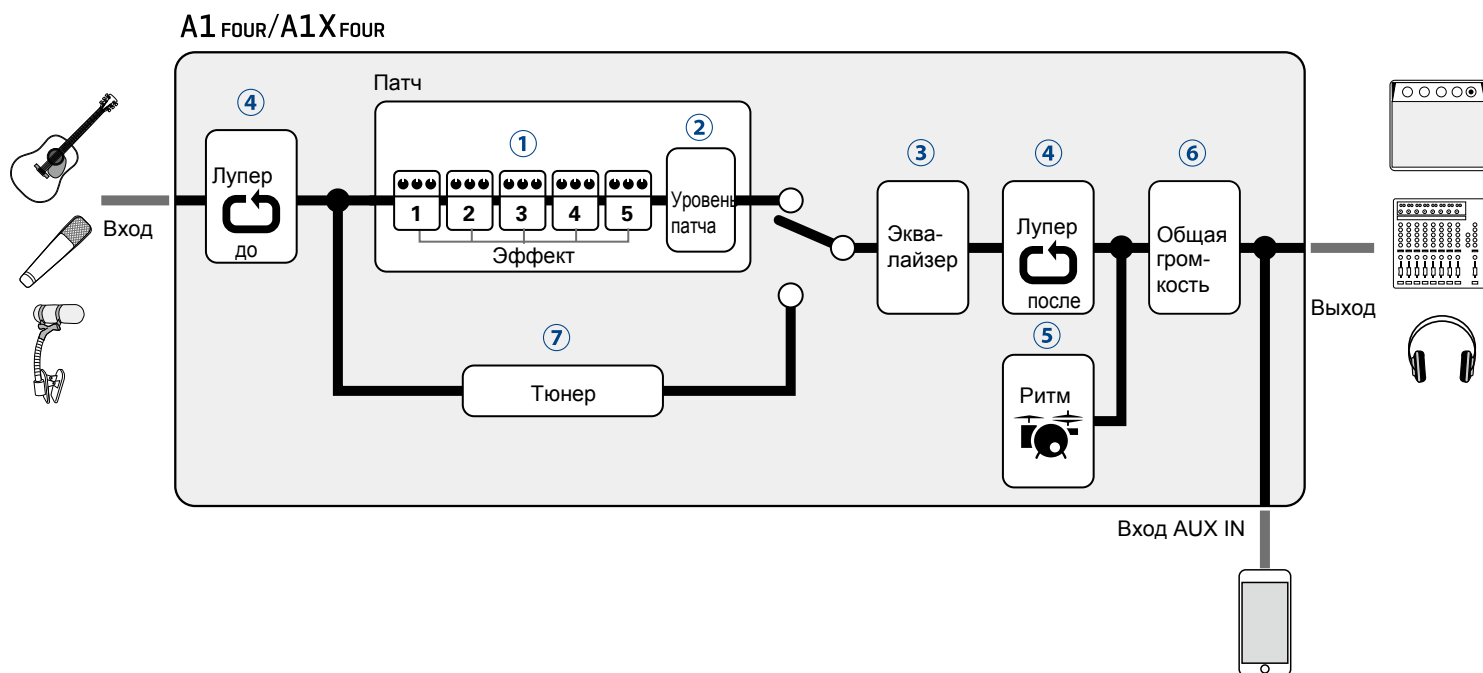 A1 FOUR/A1X FOUR
Патч
④
①
②
③
④
⑥
Лупер
до
Вход
1 2 3 4 5
Эффект
Уровень
патча
Эква-
лайзер
Лупер
после
Общая
гром-
кость
Выход
⑦
Тюнер
⑤
Ритм
Вход AUX IN